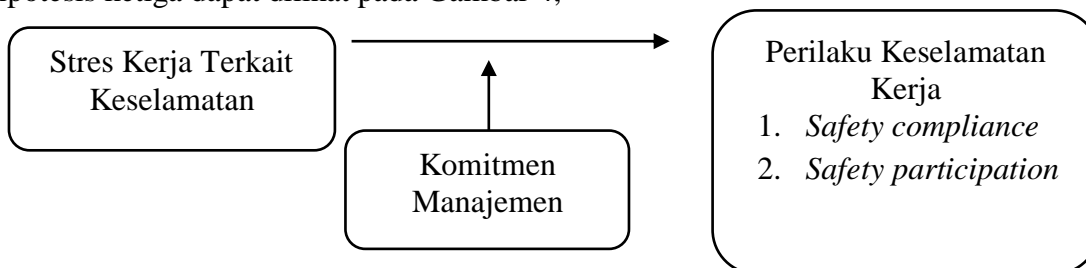 ketiga dapat dilihat pada Gambar 4,
Stres Kerja Terkait
Keselamatan
Komitmen
Manajemen
Perilaku Keselamatan
Kerja
1. Safety compliance
2. Safety participation